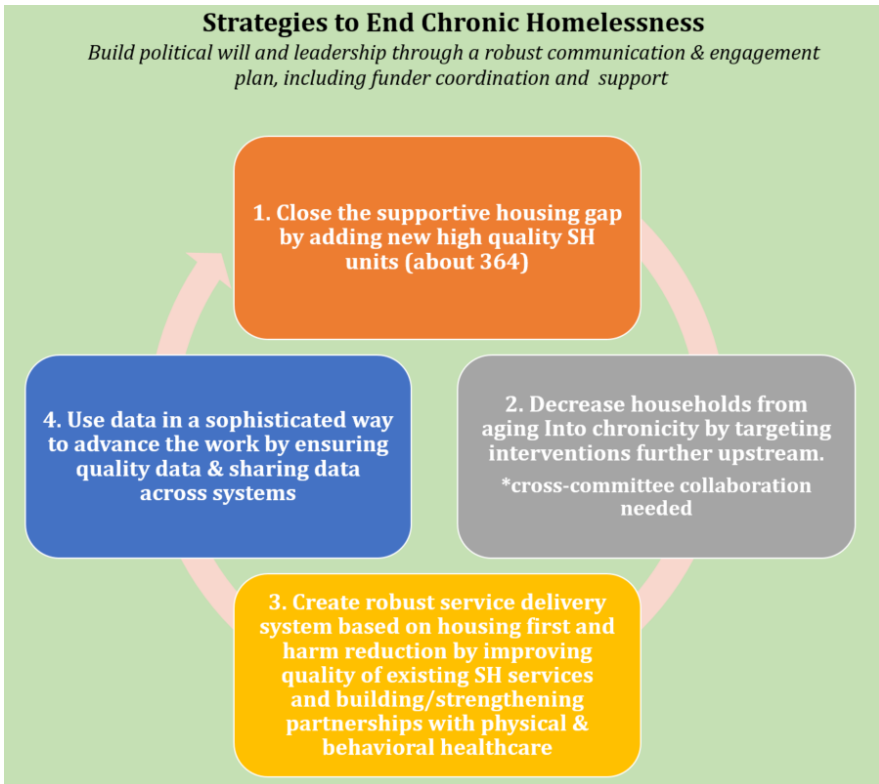 Strategies to End Chronic Homelessness
Build political will and leadership through a robust communication & engagement
plan, including funder coordination and support
1. Close the supportive housing gap
by adding new high quality SH
units (about 364)
2. Decrease households from
aging Into chronicity by targeting
interventions further upstream.
*cross-committee collaboration
needed
3. Create robust service delivery
system based on housing first and
harm reduction by improving
quality of existing SH services
and building/strengthening
partnerships with physical &
behavioral healthcare
4. Use data in a sophisticated way
to advance the work by ensuring
quality data & sharing data
across systems